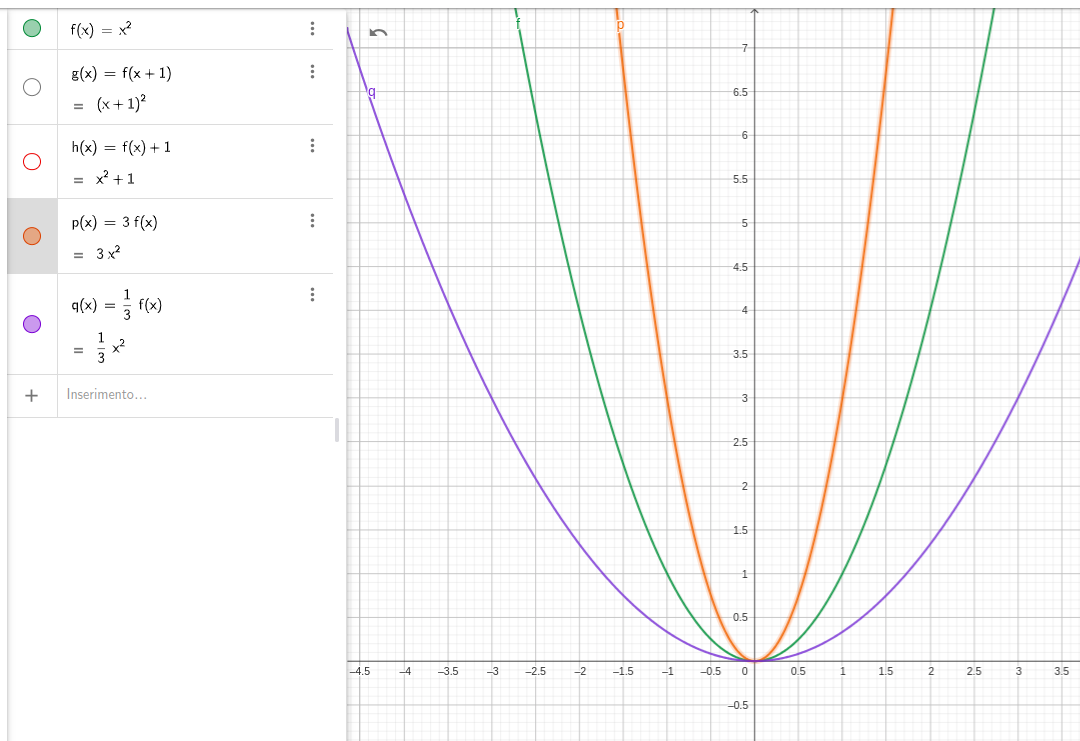 f(x) = x²
g(x) = f(x + 1)
= (x + 1)²
h(x) = f(x) + 1
= x² + 1
p(x) = 3 f(x)
= 3 x²
q(x) = 1/3 f(x)
= 1/3 x²
+ Inserimento…
f
p
q
7
6.5
6
5.5
5
4.5
4
3.5
3
2.5
2
1.5
1
0.5
–4.5 –4 –3.5 –3 –2.5 –2 –1.5 –1 –0.5 0 0.5 1 1.5 2 2.5 3 3.5
–0.5